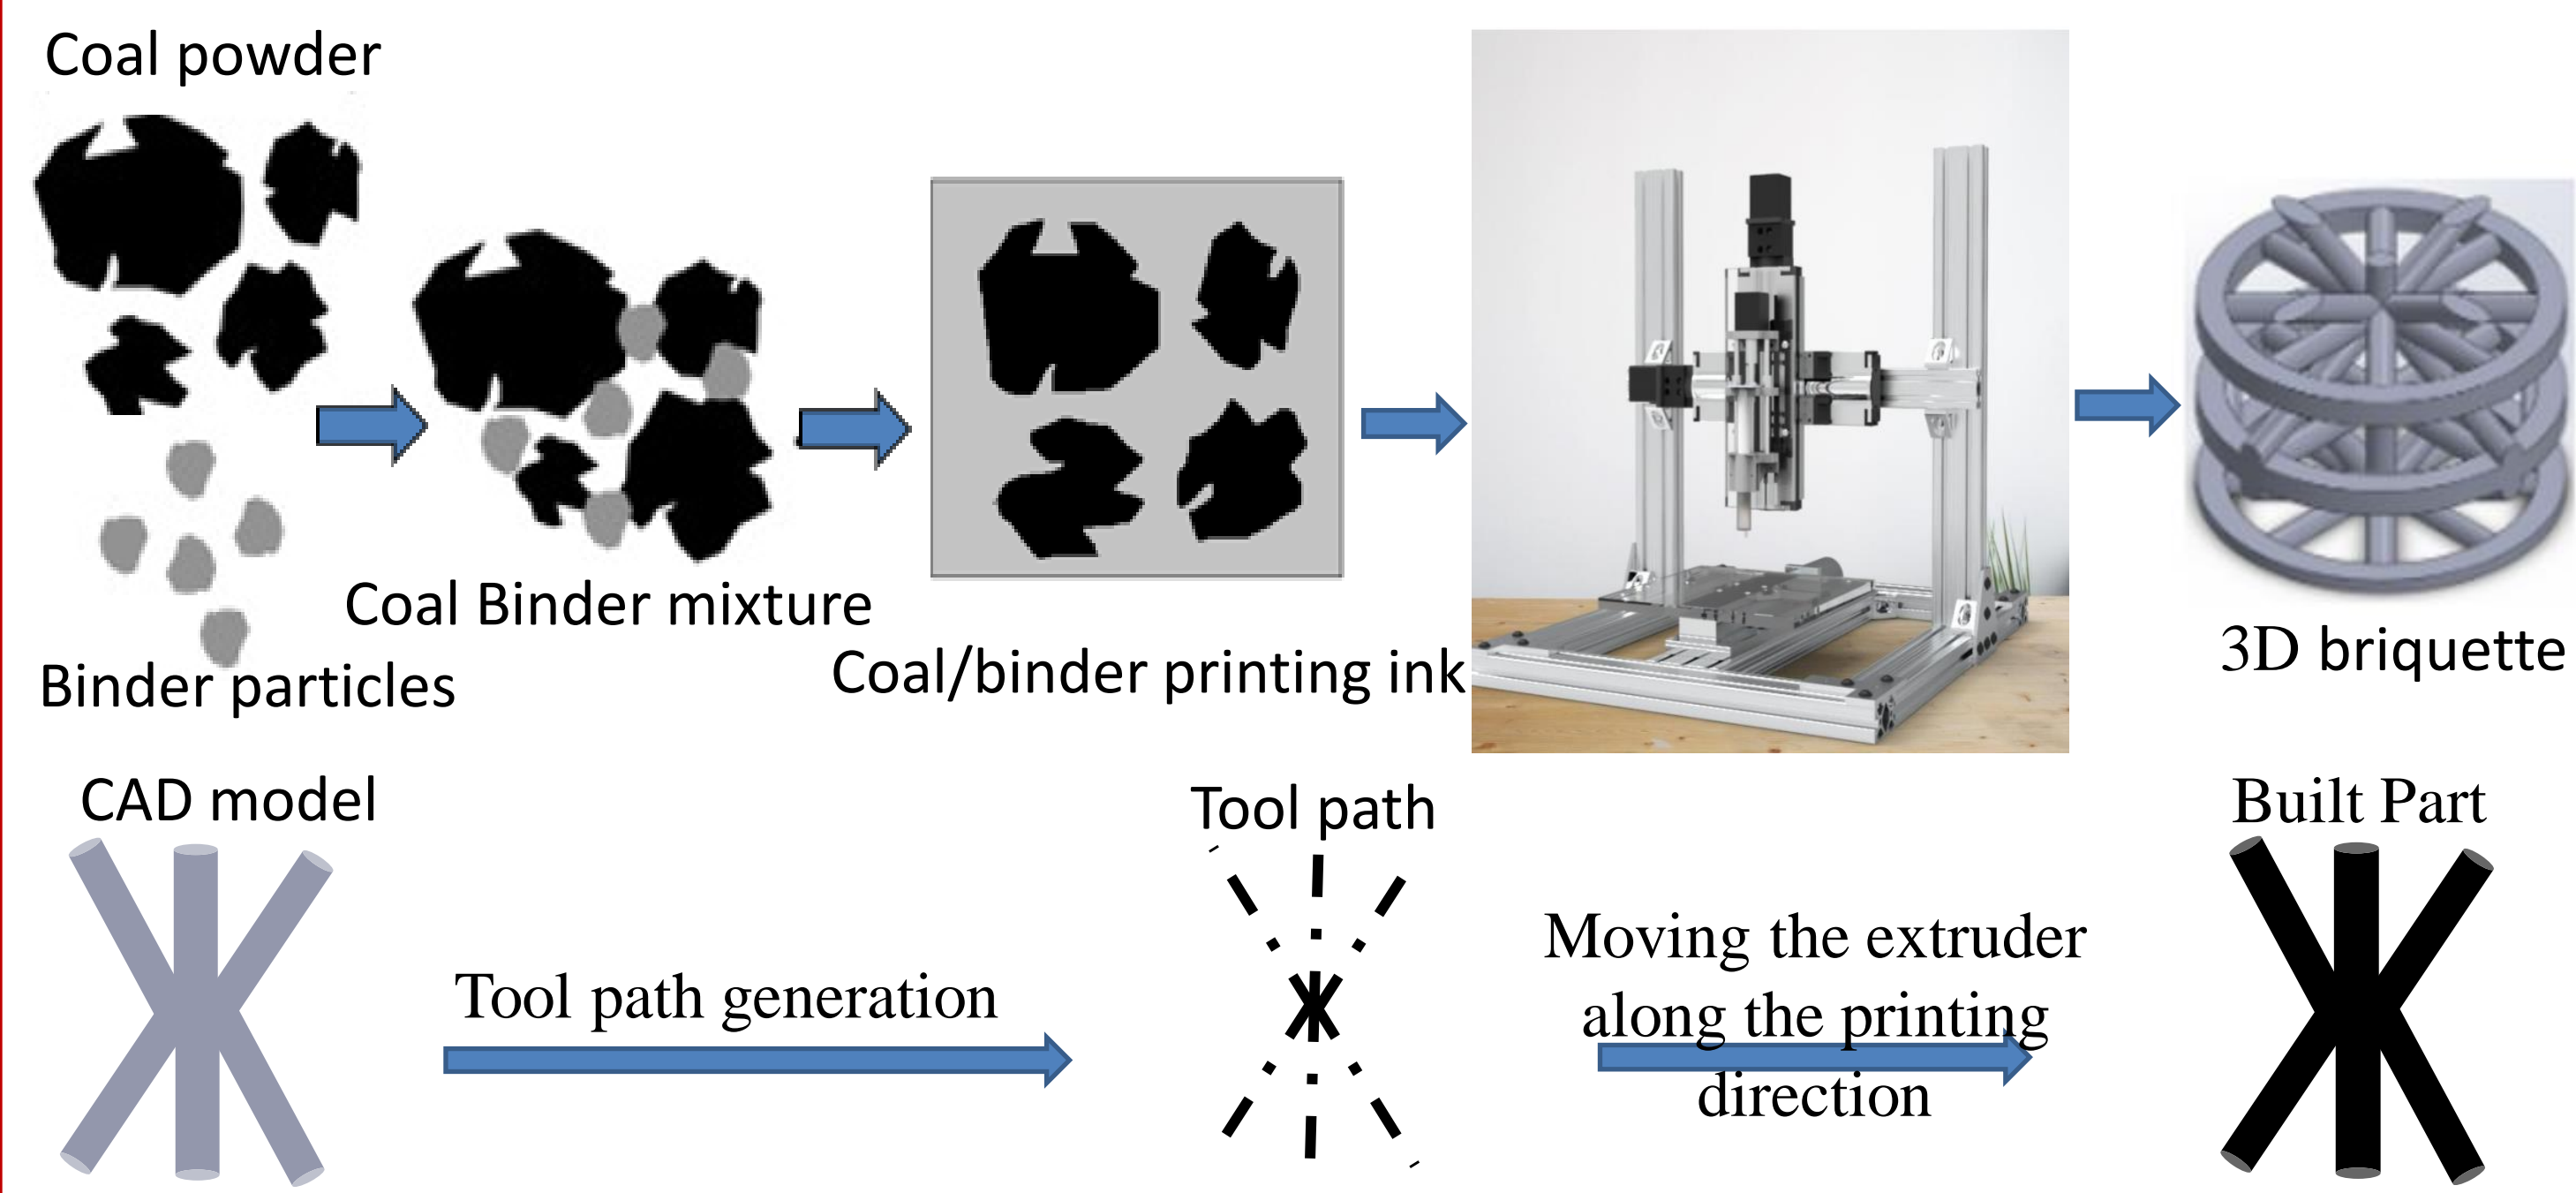 Coal powder
Binder particles
Coal Binder mixture
Coal/binder printing ink
3D briquette
CAD model
Tool path generation
Tool path
Moving the extruder
along the printing
direction
Built Part